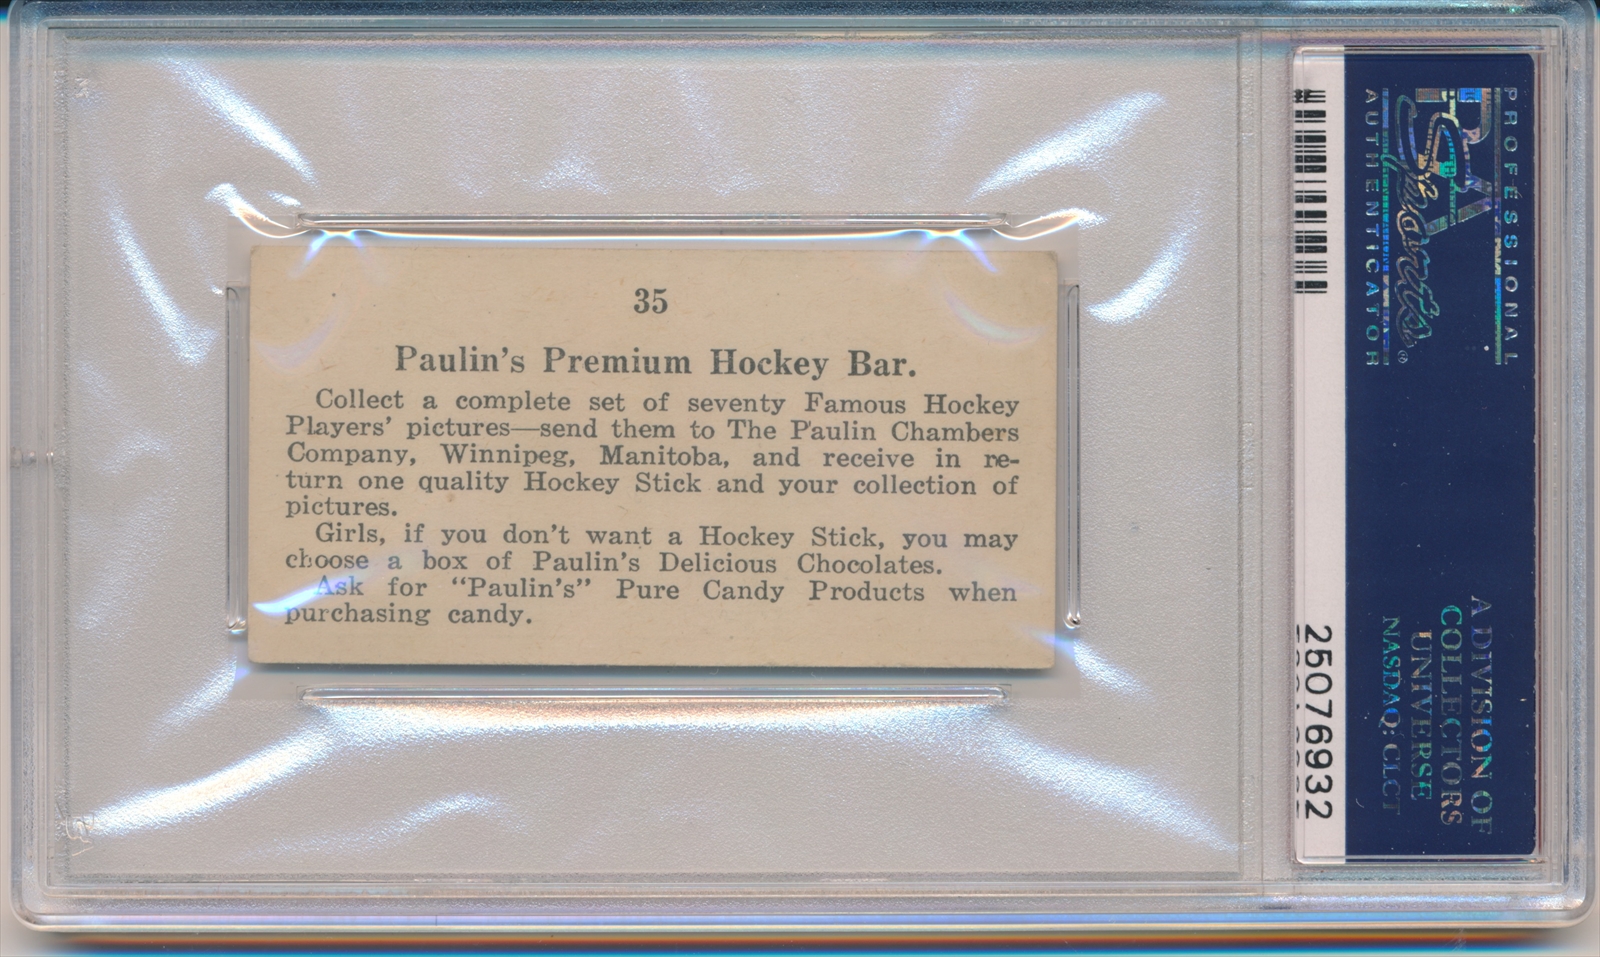 35
Paulin's Premium Hockey Bar.
Collect a complete set of seventy Famous Hockey
Players' pictures—send them to The Paulin Chambers
Company, Winnipeg, Manitoba, and receive in re-
turn one quality Hockey Stick and your collection of
pictures.
Girls, if you don't want a Hockey Stick, you may
choose a box of Paulin's Delicious Chocolates.
Ask for "Paulin's" Pure Candy Products when
purchasing candy.
PROFESSIONAL
PSA
Sports®
AUTHENTICATOR
A DIVISION OF
COLLECTORS
UNIVERSE
NASDAQ: CLCT
25076932